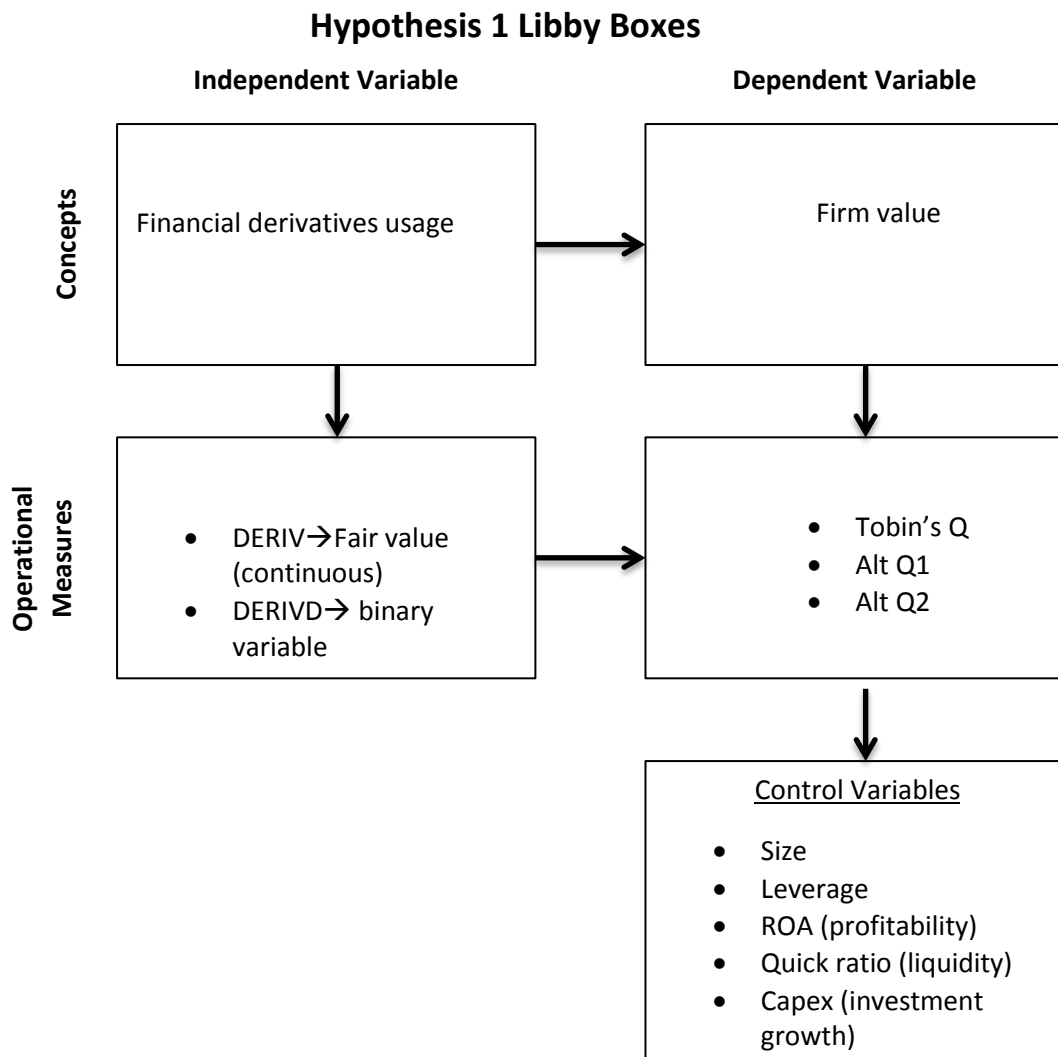 Hypothesis 1 Libby Boxes
Independent Variable
Dependent Variable
Concepts
Financial derivatives usage
Firm value
Operational
Measures
• DERIV→Fair value
(continuous)
• DERIVD→ binary
variable
• Tobin’s Q
• Alt Q1
• Alt Q2
Control Variables
• Size
• Leverage
• ROA (profitability)
• Quick ratio (liquidity)
• Capex (investment
growth)